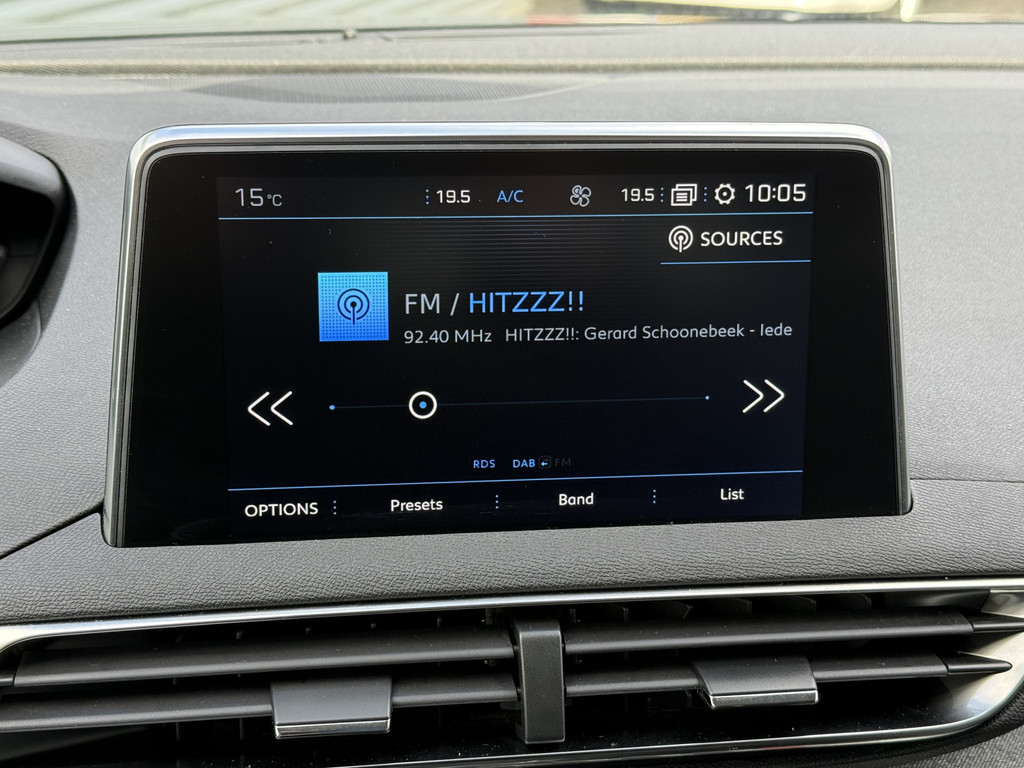 15°C 19.5 A/C 19.5 10:05
SOURCES
FM / HITZZZ!!
92.40 MHz HITZZZ!!: Gerard Schoonebeek - Iede
RDS DAB FM
OPTIONS Presets Band List